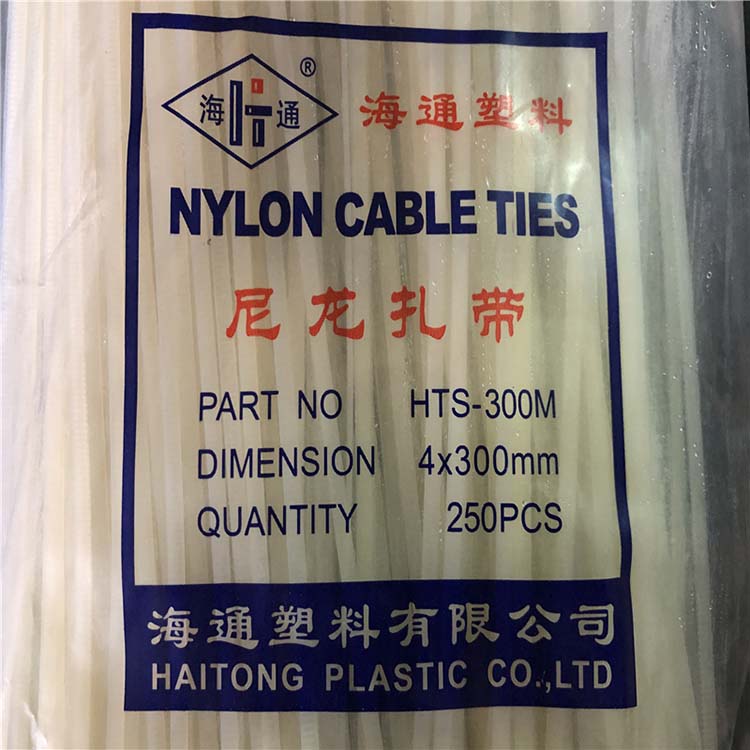 海通 ® 海通塑料
NYLON CABLE TIES
尼龙扎带
PART NO HTS-300M
DIMENSION 4x300mm
QUANTITY 250PCS
海通塑料有限公司
HAITONG PLASTIC CO.,LTD